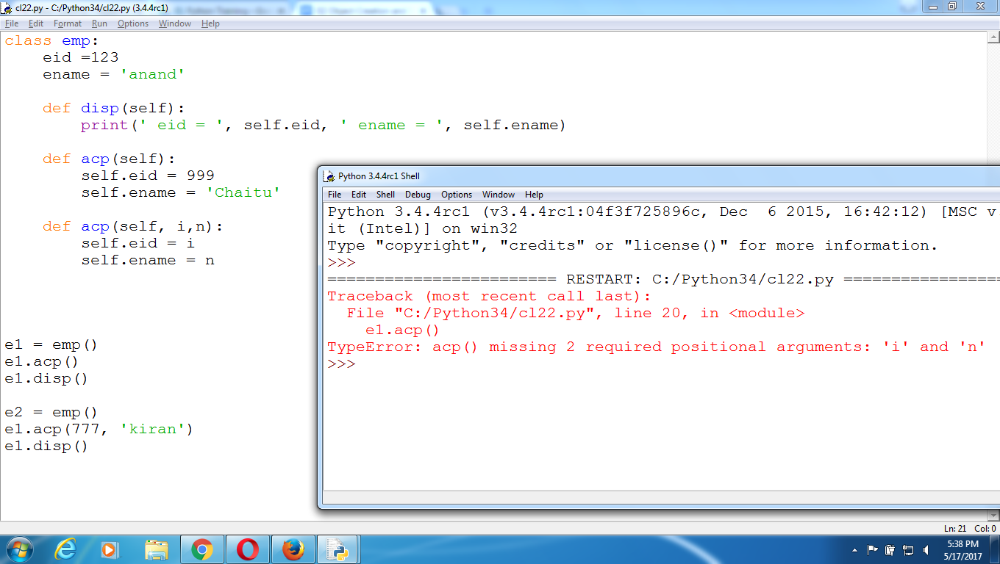 cl22.py - C:/Python34/cl22.py (3.4.4rc1)
File Edit Format Run Options Window Help
class emp:
    eid =123
    ename = 'anand'

    def disp(self):
        print(' eid = ', self.eid, ' ename = ', self.ename)

    def acp(self):
        self.eid = 999
        self.ename = 'Chaitu'

    def acp(self, i,n):
        self.eid = i
        self.ename = n

e1 = emp()
e1.acp()
e1.disp()

e2 = emp()
e1.acp(777, 'kiran')
e1.disp()
Python 3.4.4rc1 Shell
File Edit Shell Debug Options Window Help
Python 3.4.4rc1 (v3.4.4rc1:04f3f725896c, Dec  6 2015, 16:42:12) [MSC v
it (Intel)] on win32
Type "copyright", "credits" or "license()" for more information.
>>>
======================== RESTART: C:/Python34/cl22.py =================
Traceback (most recent call last):
  File "C:/Python34/cl22.py", line 20, in <module>
    e1.acp()
TypeError: acp() missing 2 required positional arguments: 'i' and 'n'
>>>
Ln: 21 Col: 0
5:38 PM
5/17/2017